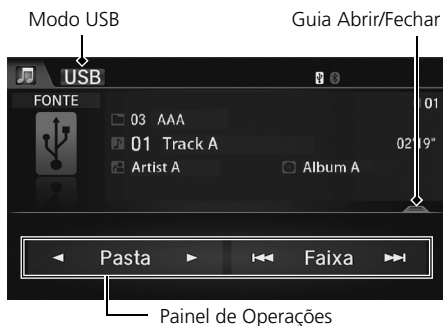 Modo USB
Guia Abrir/Fechar
USB
FONTE
01
03 AAA
01 Track A
02'19"
Artist A
Album A
Pasta
Faixa
Painel de Operações